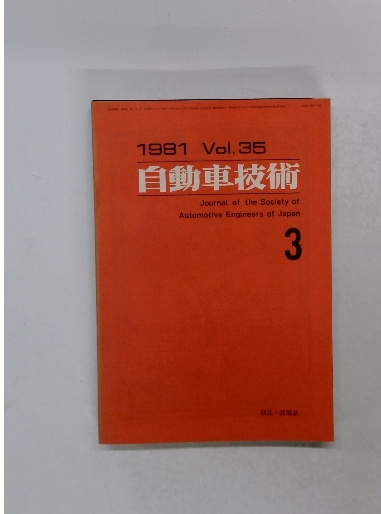 1981 Vol.35
自動車技術
Journal of the Society of
Automotive Engineers of Japan
3